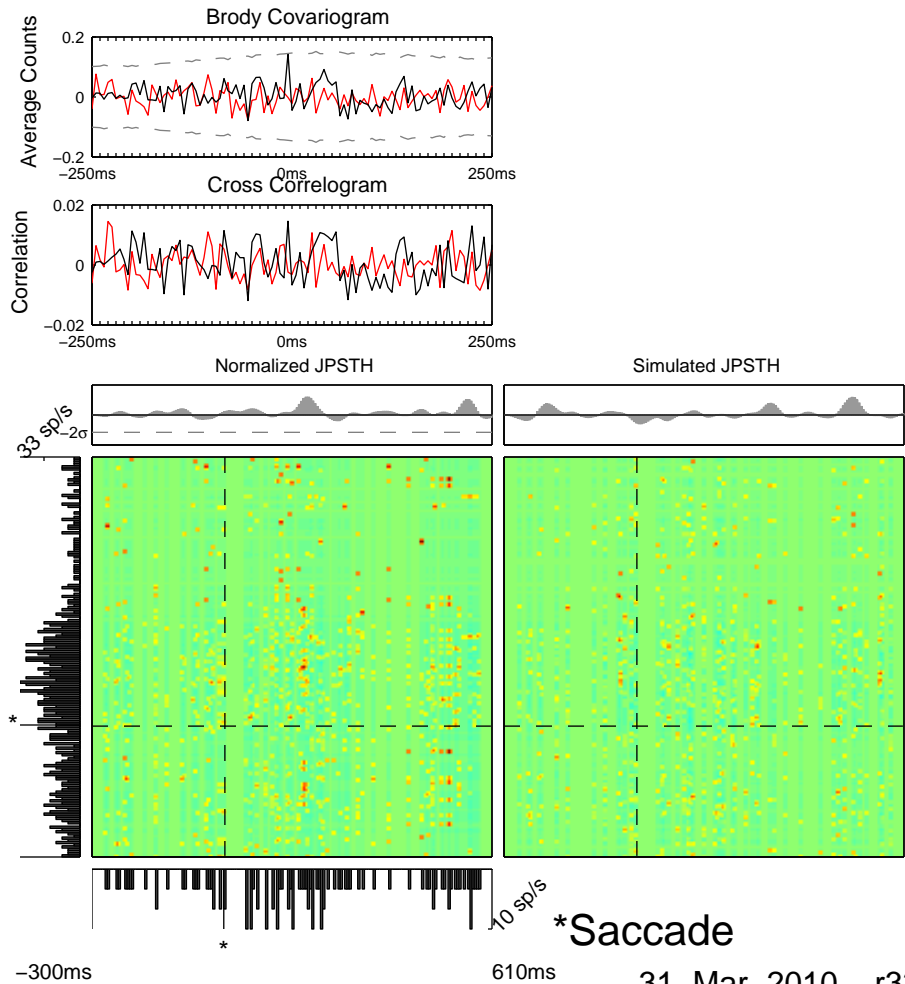 Brody Covariogram
Average Counts
0.2
0
−0.2
−250ms
0ms
250ms
Cross Correlogram
Correlation
0.02
0
−0.02
−250ms
0ms
250ms
Normalized JPSTH
Simulated JPSTH
−2σ
33 sp/s
*
10 sp/s
*
*Saccade
−300ms
610ms
31 Mar 2010